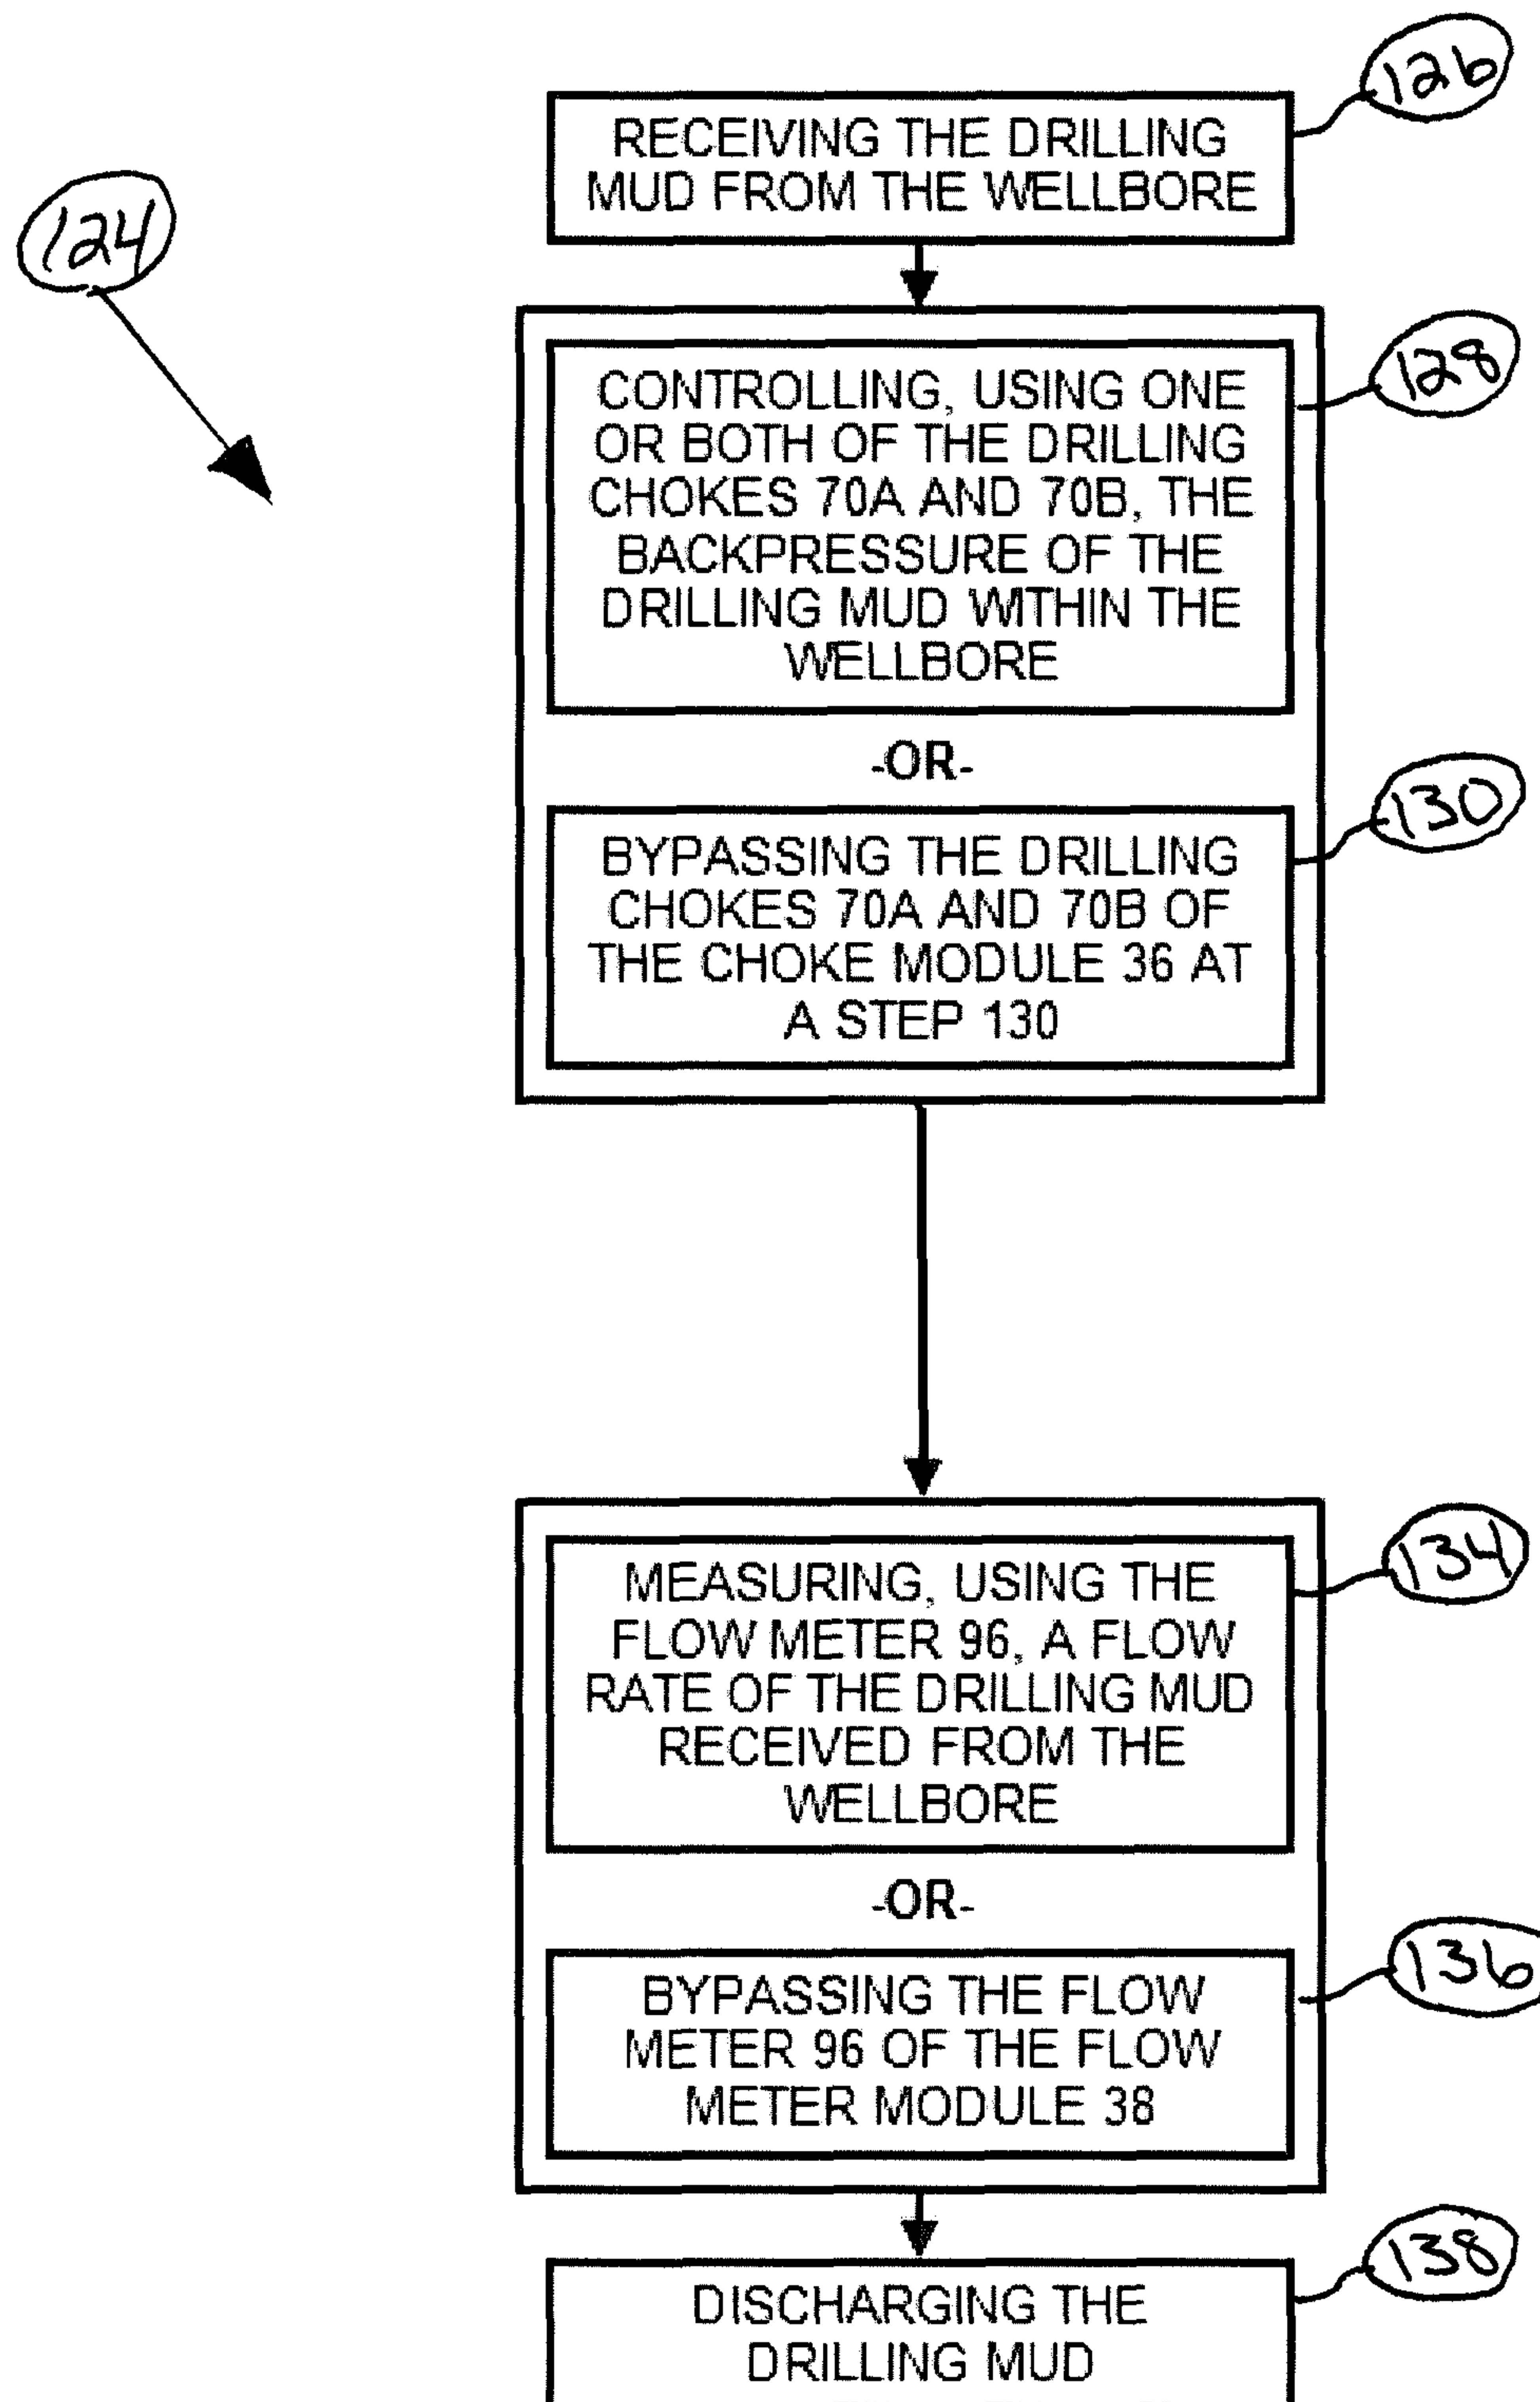 126
RECEIVING THE DRILLING
MUD FROM THE WELLBORE
124
128
CONTROLLING, USING ONE
OR BOTH OF THE DRILLING
CHOKES 70A AND 70B, THE
BACKPRESSURE OF THE
DRILLING MUD WITHIN THE
WELLBORE
-OR-
130
BYPASSING THE DRILLING
CHOKES 70A AND 70B OF
THE CHOKE MODULE 36 AT
A STEP 130
134
MEASURING, USING THE
FLOW METER 96, A FLOW
RATE OF THE DRILLING MUD
RECEIVED FROM THE
WELLBORE
-OR-
136
BYPASSING THE FLOW
METER 96 OF THE FLOW
METER MODULE 38
138
DISCHARGING THE
DRILLING MUD